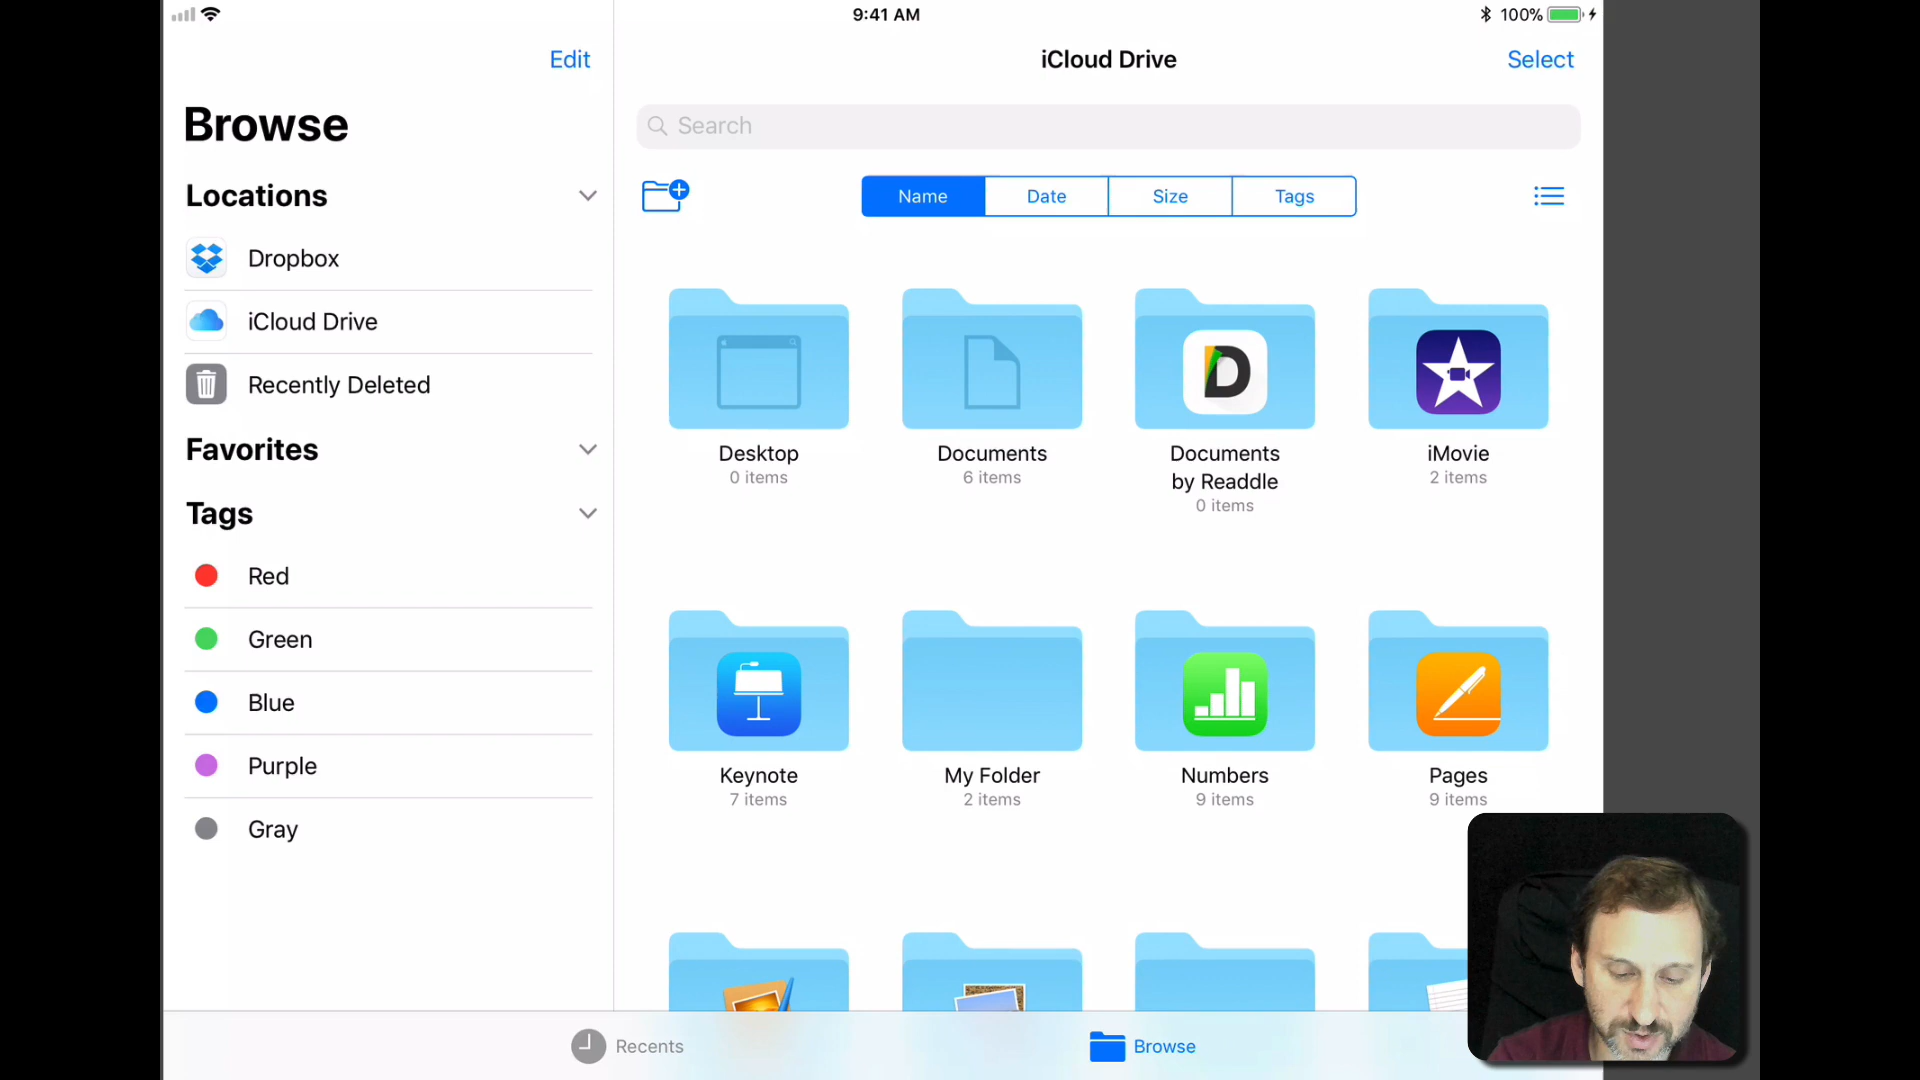 9:41 AM
100%
Edit
iCloud Drive
Select
Browse
Search
Locations
Name
Date
Size
Tags
Dropbox
iCloud Drive
Recently Deleted
Favorites
Tags
Red
Green
Blue
Purple
Gray
Desktop
0 items
Documents
6 items
Documents
by Readdle
0 items
iMovie
2 items
Keynote
7 items
My Folder
2 items
Numbers
9 items
Pages
9 items
Recents
Browse